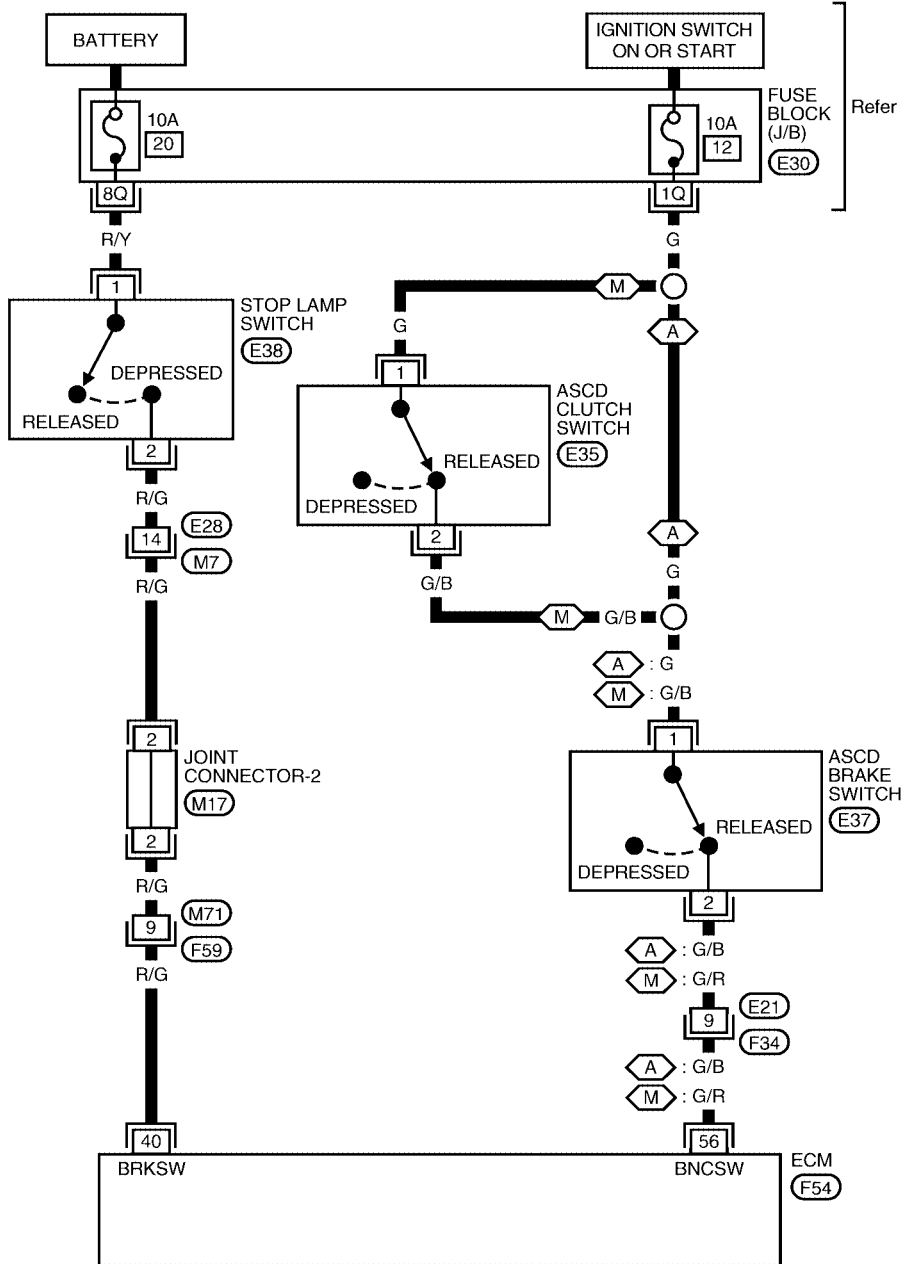 BATTERY
IGNITION SWITCH
ON OR START
10A
20
10A
12
FUSE
BLOCK
(J/B)
E30
Refer
8Q
1Q
R/Y
G
1
M
A
STOP LAMP
SWITCH
E38
DEPRESSED
RELEASED
2
G
1
ASCD
CLUTCH
SWITCH
E35
RELEASED
DEPRESSED
2
R/G
14
E28
M7
R/G
G/B
A
G
M
G/B
A : G
M : G/B
2
JOINT
CONNECTOR-2
M17
2
1
ASCD
BRAKE
SWITCH
E37
RELEASED
DEPRESSED
2
R/G
9
M71
F59
R/G
A : G/B
M : G/R
9
E21
F34
A : G/B
M : G/R
40
BRKSW
56
BNCSW
ECM
F54